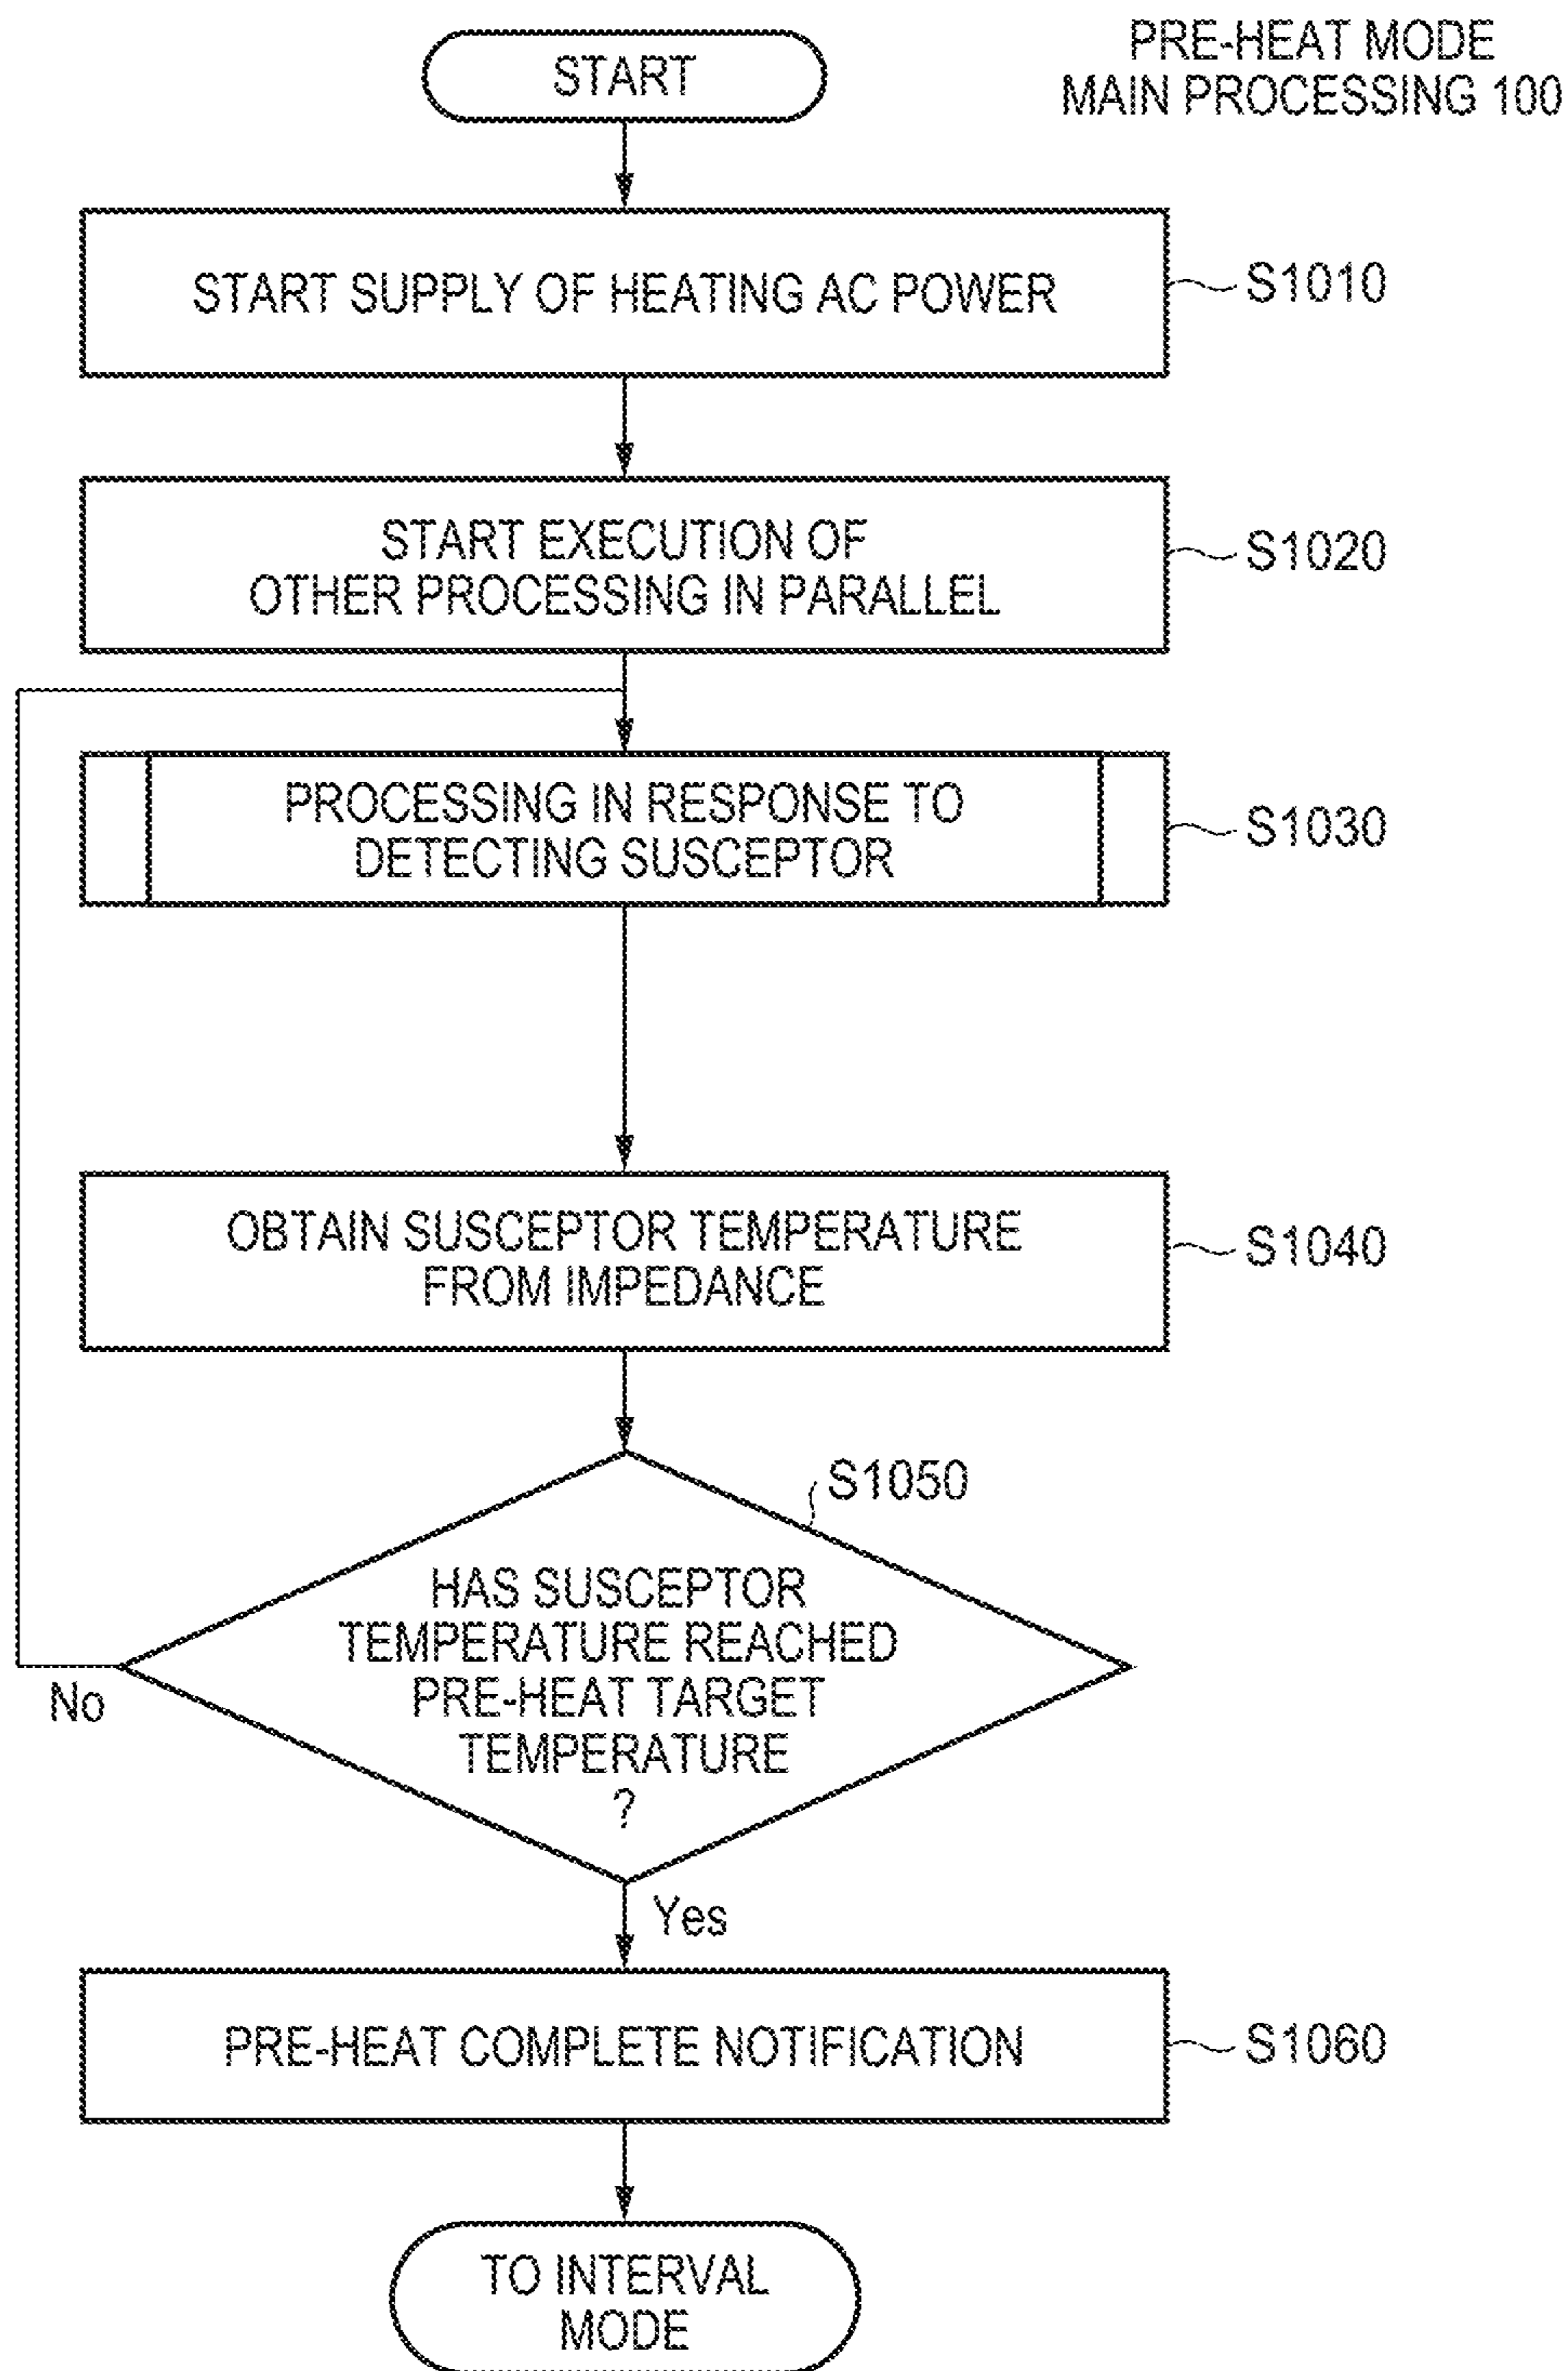 PRE-HEAT MODE
MAIN PROCESSING 100
START
START SUPPLY OF HEATING AC POWER
S1010
START EXECUTION OF
OTHER PROCESSING IN PARALLEL
S1020
PROCESSING IN RESPONSE TO
DETECTING SUSCEPTOR
S1030
OBTAIN SUSCEPTOR TEMPERATURE
FROM IMPEDANCE
S1040
S1050
HAS SUSCEPTOR
TEMPERATURE REACHED
PRE-HEAT TARGET
TEMPERATURE
?
No
Yes
PRE-HEAT COMPLETE NOTIFICATION
S1060
TO INTERVAL
MODE